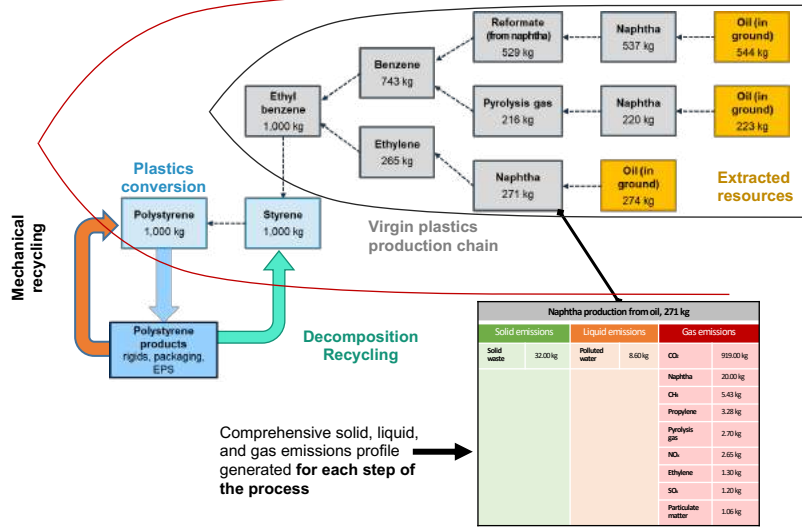 Reformate
(from naphtha)
529 kg
Naphtha
537 kg
Oil (in
ground)
544 kg
Benzene
743 kg
Ethyl
benzene
1,000 kg
Pyrolysis gas
216 kg
Naphtha
220 kg
Oil (in
ground)
223 kg
Ethylene
265 kg
Naphtha
271 kg
Oil (in
ground)
274 kg
Extracted
resources
Plastics
conversion
Polystyrene
1,000 kg
Styrene
1,000 kg
Virgin plastics
production chain
Mechanical
recycling
Polystyrene
products
rigids, packaging,
EPS
Decomposition
Recycling
Naphtha production from oil, 271 kg
Solid emissions Liquid emissions Gas emissions
Solid
waste 32.00 kg Polluted
water 8.60 kg CO₂ 919.00 kg
Naphtha 20.00 kg
CH₄ 5.43 kg
Propylene 3.28 kg
Pyrolysis
gas 2.70 kg
NOₓ 2.65 kg
Ethylene 1.30 kg
SOₓ 1.20 kg
Particulate
matter 1.06 kg
Comprehensive solid, liquid,
and gas emissions profile
generated for each step of
the process